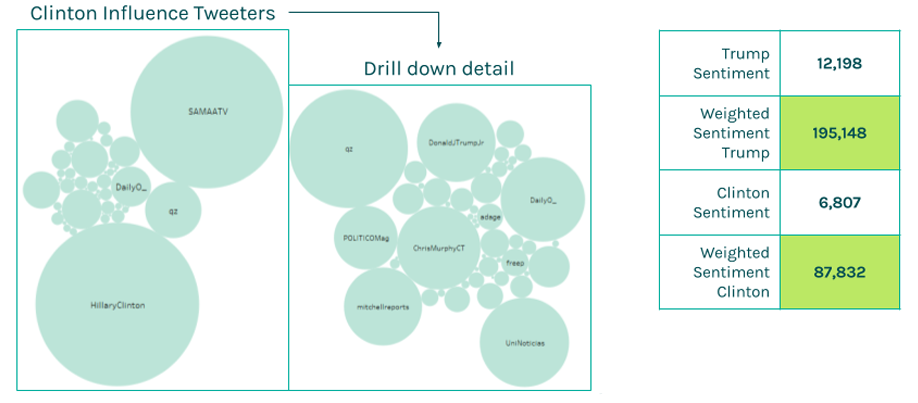 Clinton Influence Tweeters
Drill down detail
SAMAATV
DailyO_
qz
HillaryClinton
qz
DonaldJTrumpJr
DailyO_
adage
POLITICOMag
ChrisMurphyCT
freep
mitchellreports
UniNoticias
Trump
Sentiment
12,198
Weighted
Sentiment
Trump
195,148
Clinton
Sentiment
6,807
Weighted
Sentiment
Clinton
87,832